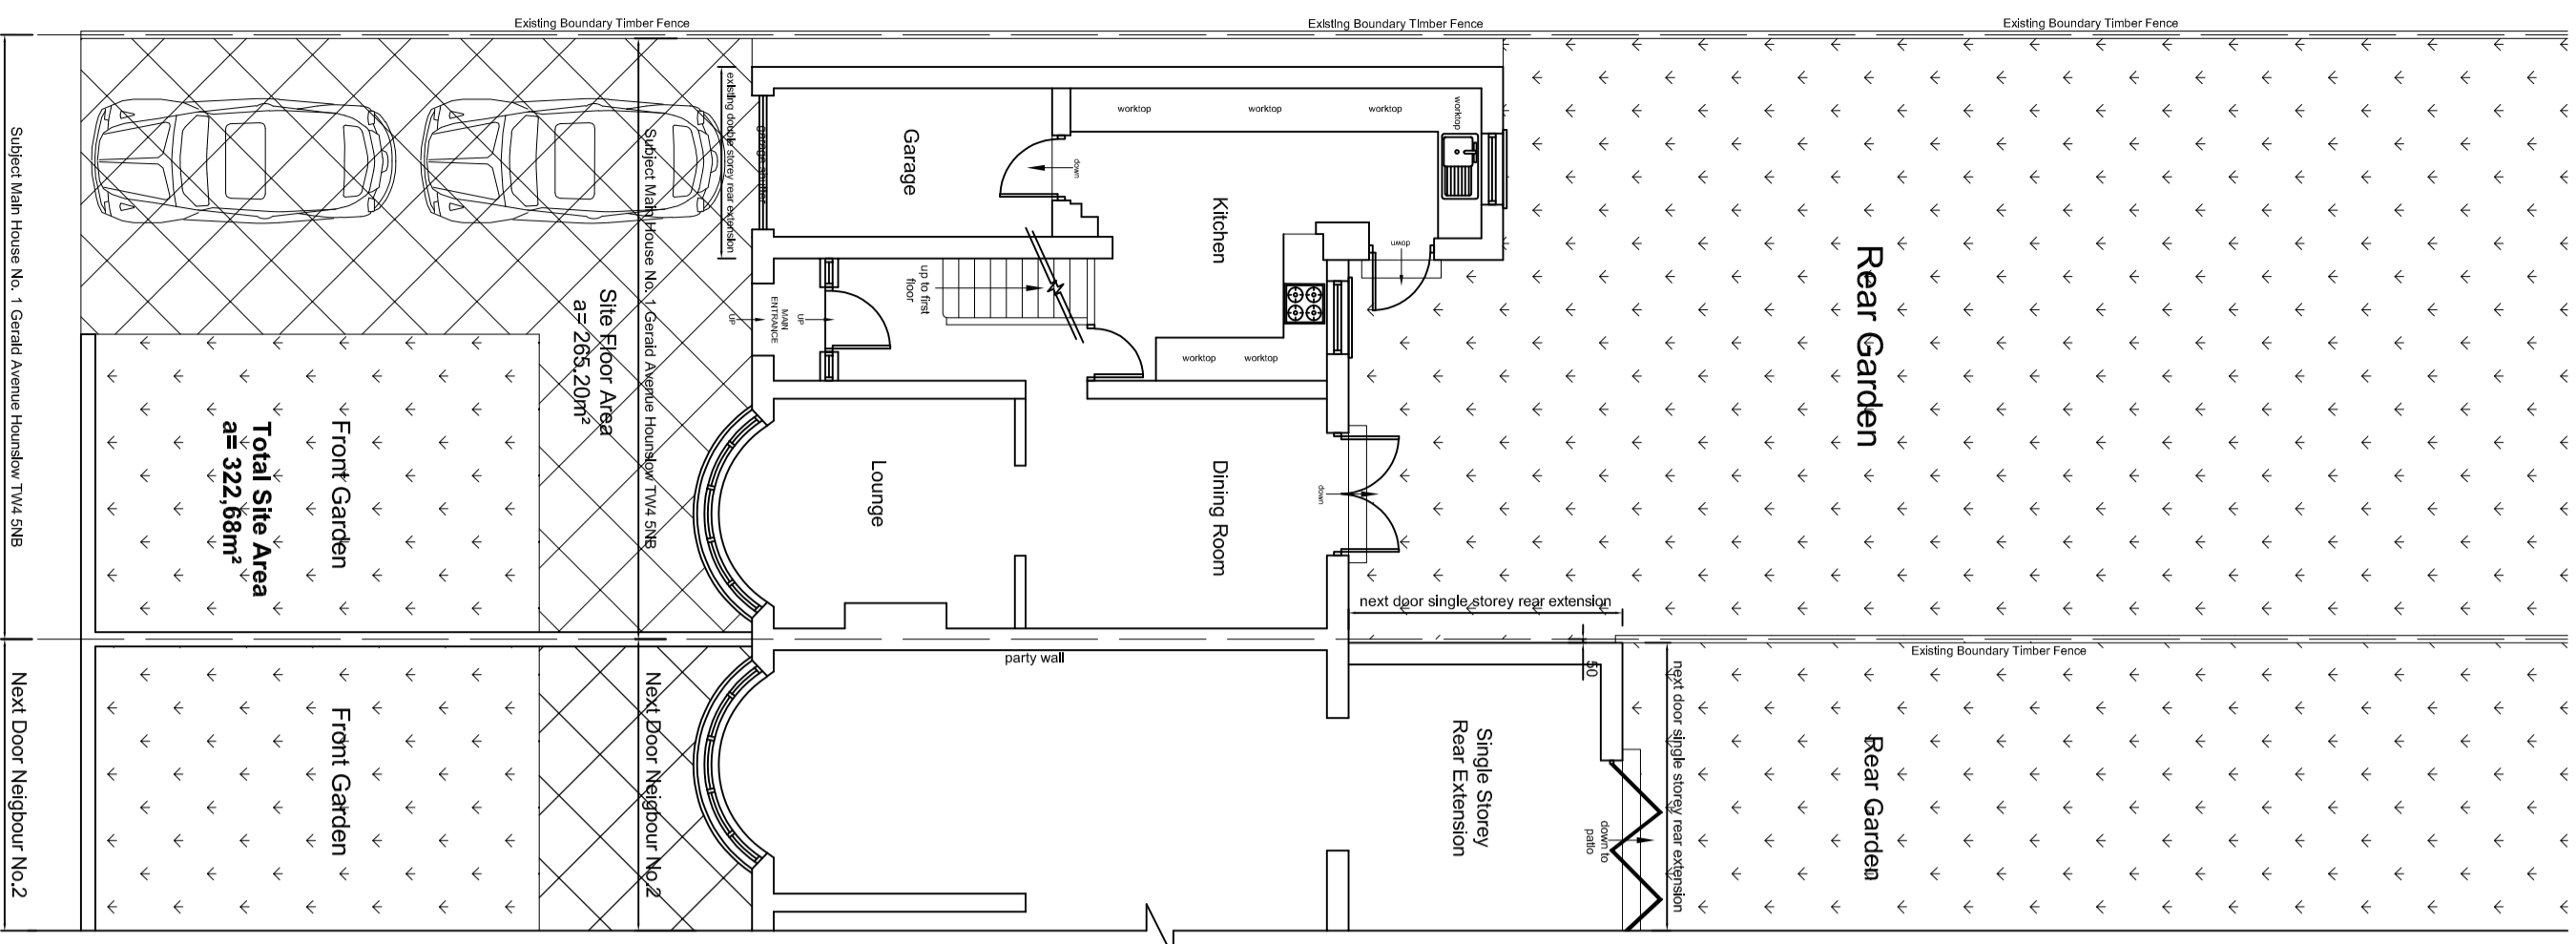 Existing Boundary Timber Fence
Existing Boundary Timber Fence
Existing Boundary Timber Fence
Subject Main House No. 1 Gerald Avenue Hounslow TW4 5NB
Next Door Neigbour No.2
Subject Main House No. 1 Gerald Avenue Hounslow TW4 5NB
Next Door Neigbour No.2
existing double storey rear extension
garage shutter
Site Floor Area
a= 265,20m²
Total Site Area
a= 322,68m²
Front Garden
Front Garden
Garage
down
worktop
worktop
worktop
worktop
Kitchen
down
up to first
floor
UP
MAIN
ENTRANCE
UP
worktop
worktop
Lounge
Dining Room
down
party wall
Rear Garden
next door single storey rear extension
50
Existing Boundary Timber Fence
next door single storey rear extension
Single Storey
Rear Extension
down to
patio
Rear Garden